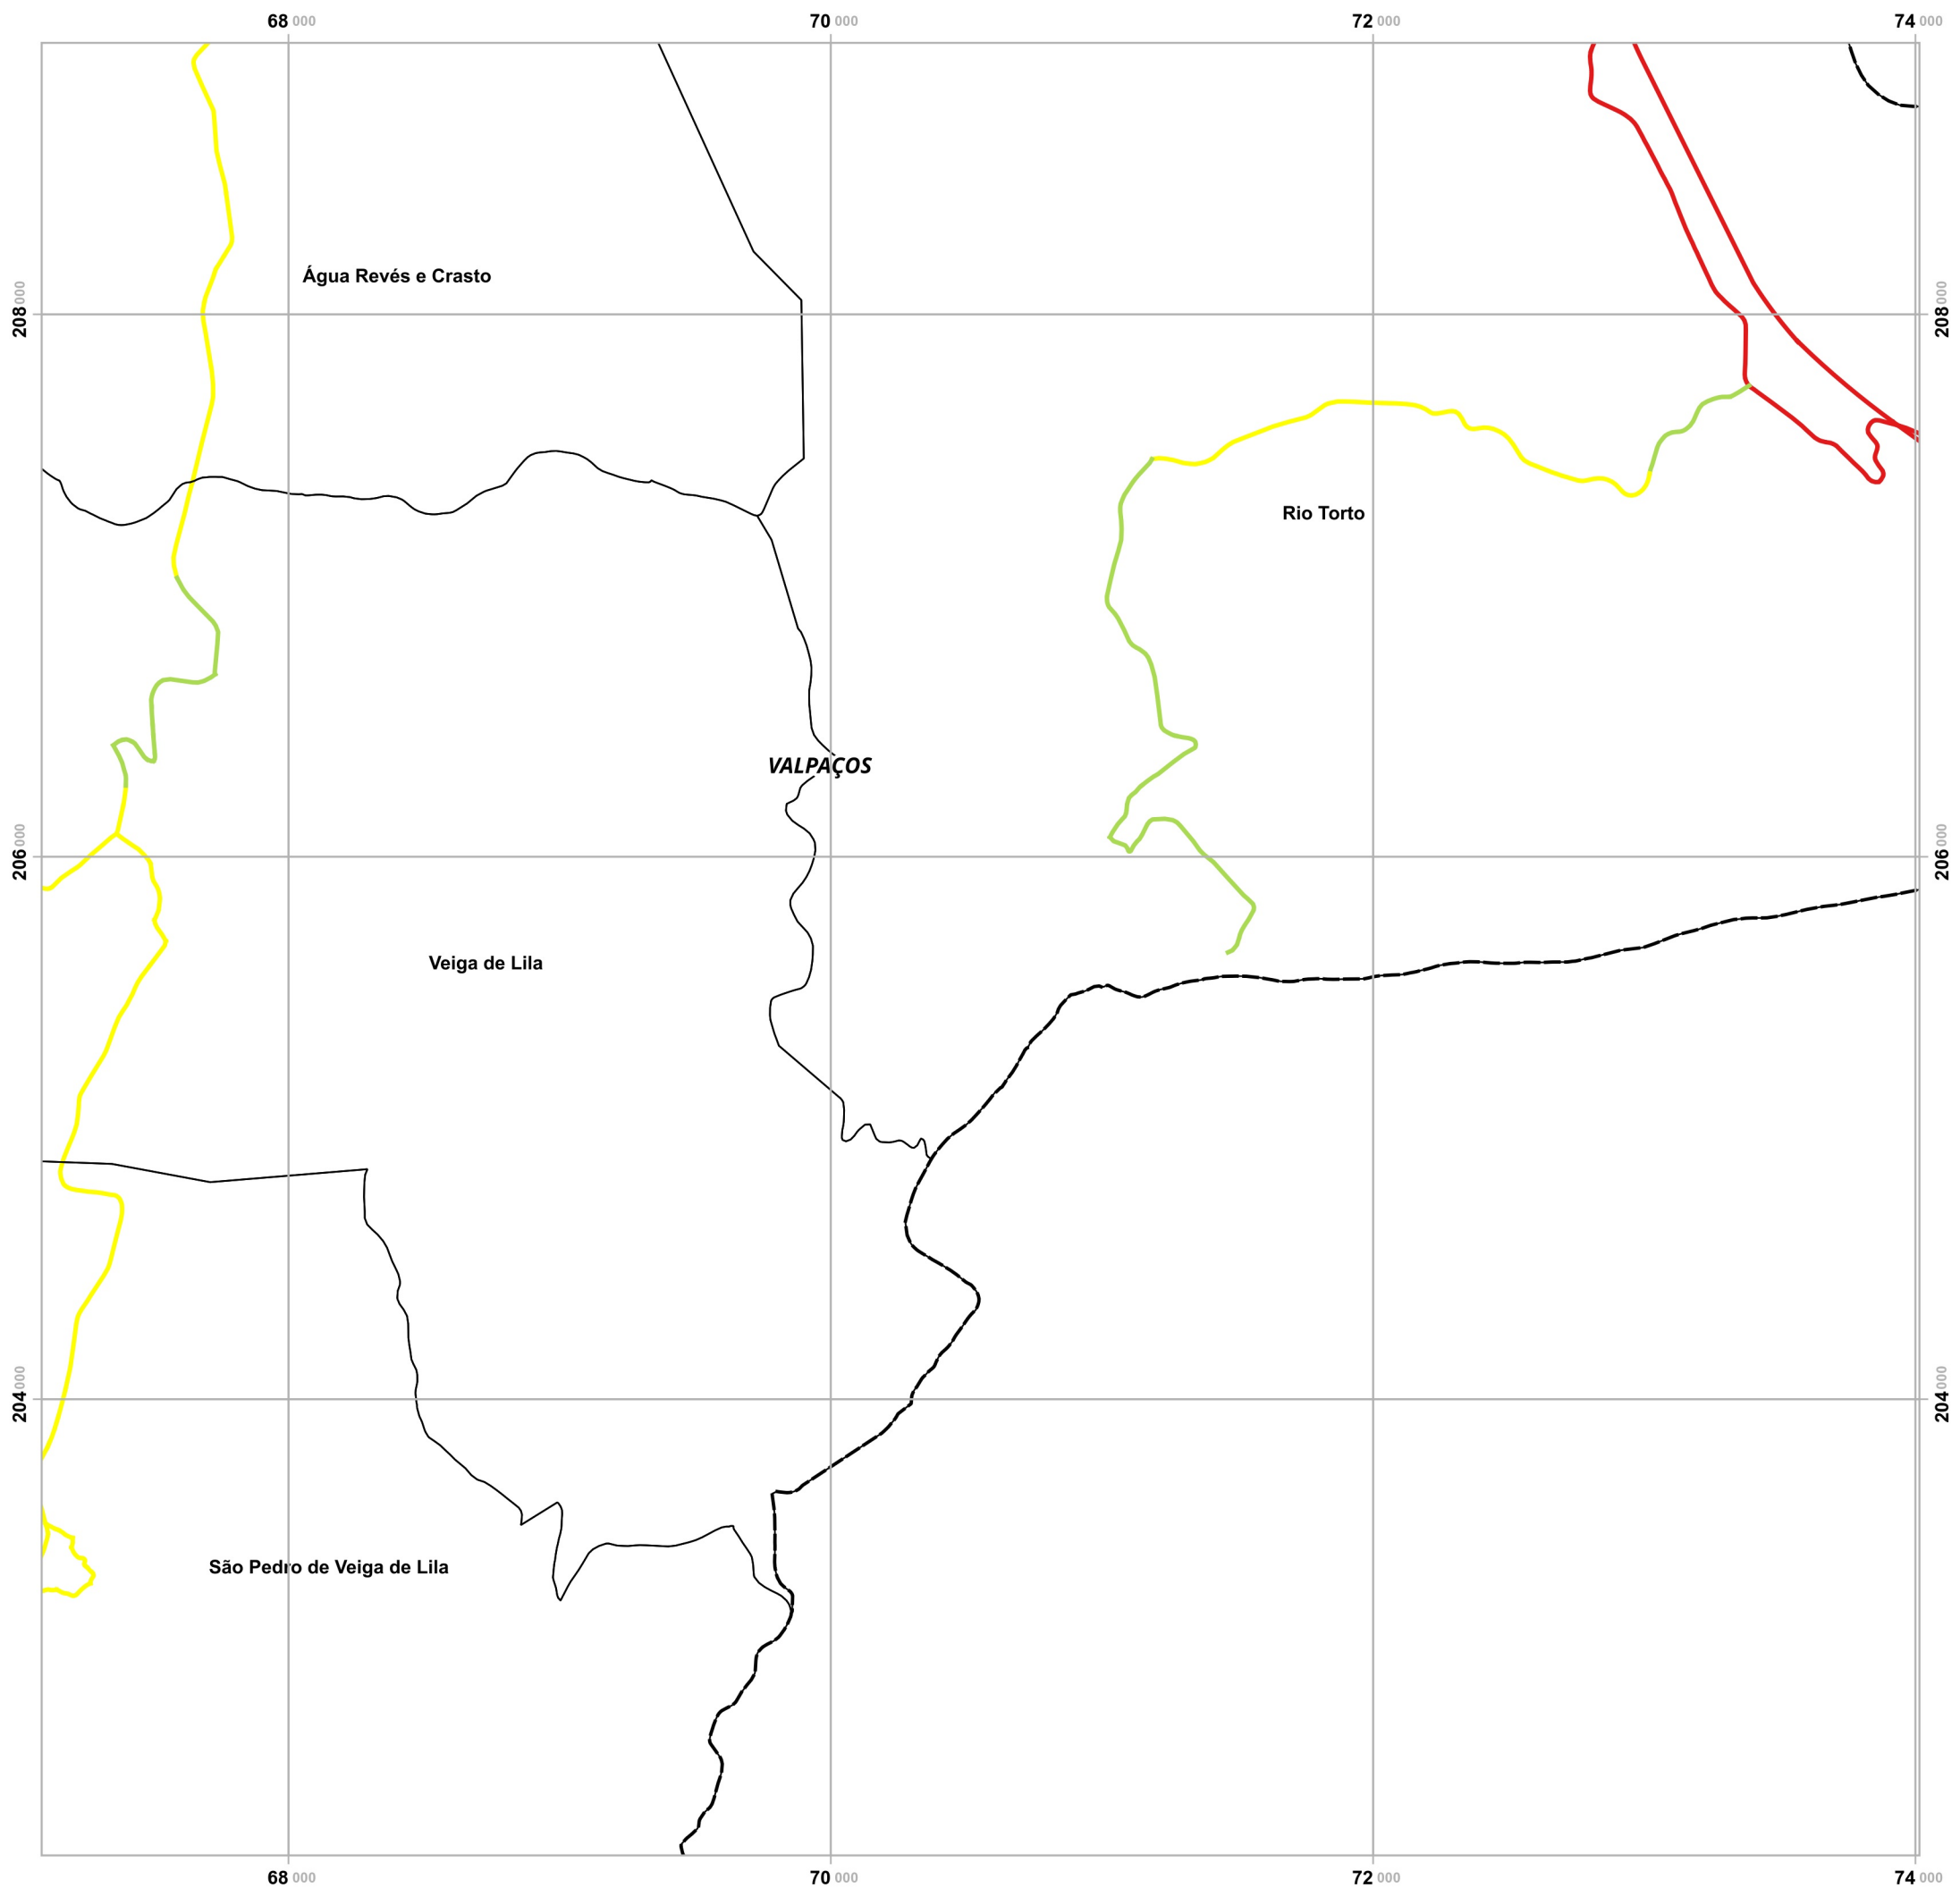 68 000 70 000 72 000 74 000
Água Revés e Crasto
208 000 208 000
Rio Torto
VALPAÇOS
206 000 206 000
Veiga de Lila
204 000 204 000
São Pedro de Veiga de Lila
68 000 70 000 72 000 74 000